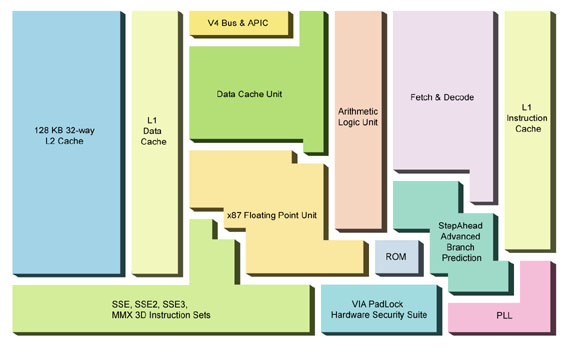 V4 Bus & APIC
128 KB 32-way
L2 Cache
L1
Data
Cache
Data Cache Unit
Arithmetic
Logic Unit
Fetch & Decode
L1
Instruction
Cache
x87 Floating Point Unit
StepAhead
Advanced
Branch
Prediction
ROM
SSE, SSE2, SSE3,
MMX 3D Instruction Sets
VIA PadLock
Hardware Security Suite
PLL